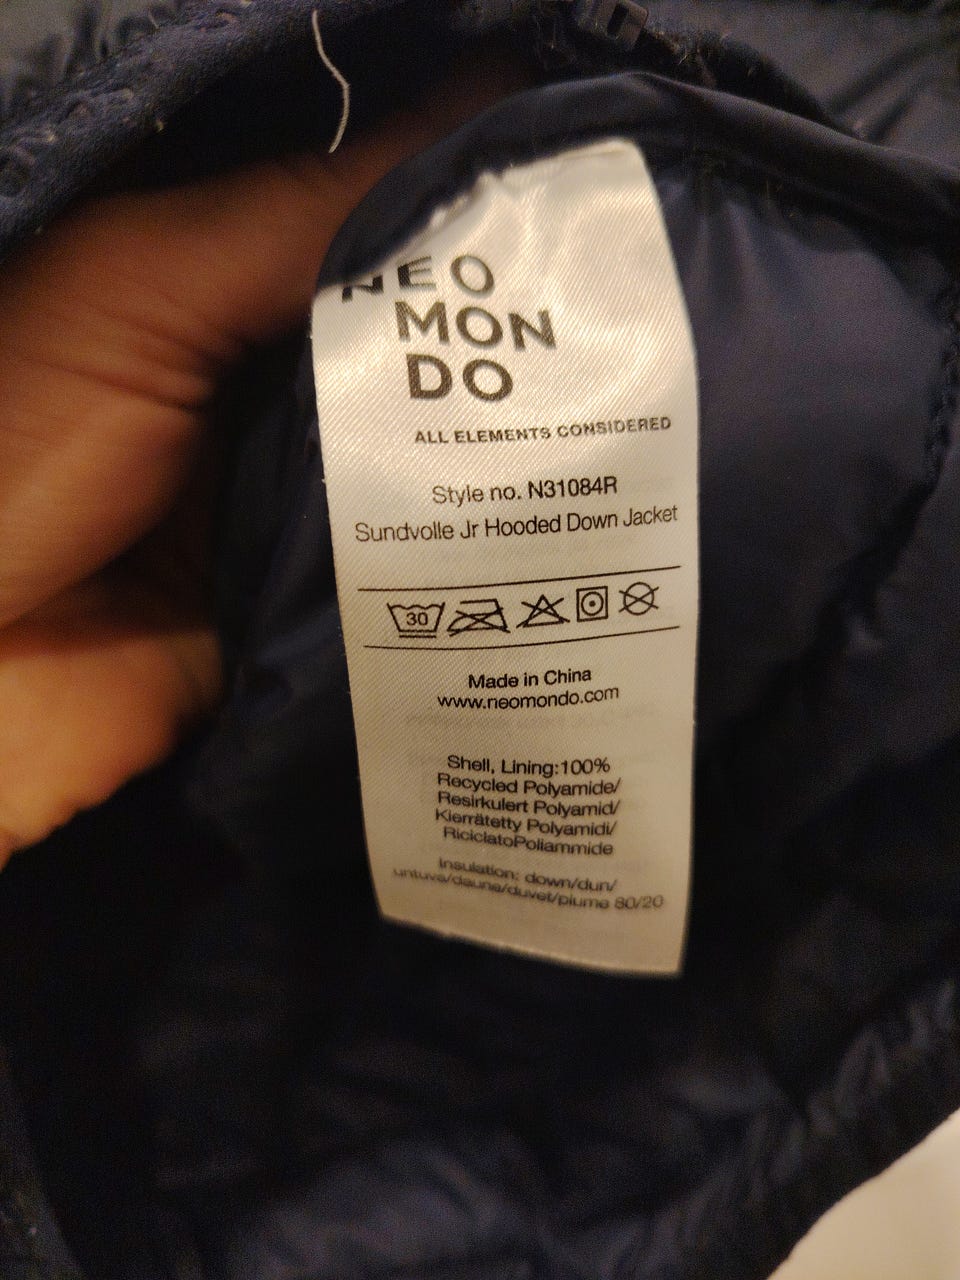 NEO
MON
DO
ALL ELEMENTS CONSIDERED
Style no. N31084R
Sundvolle Jr Hooded Down Jacket
30
Made in China
www.neomondo.com
Shell, Lining:100%
Recycled Polyamide/
Resirkulert Polyamid/
Kierrätetty Polyamidi/
RiciclatoPoliammide
Insulation: down/dun/
untuva/dauna/duvet/piume 80/20